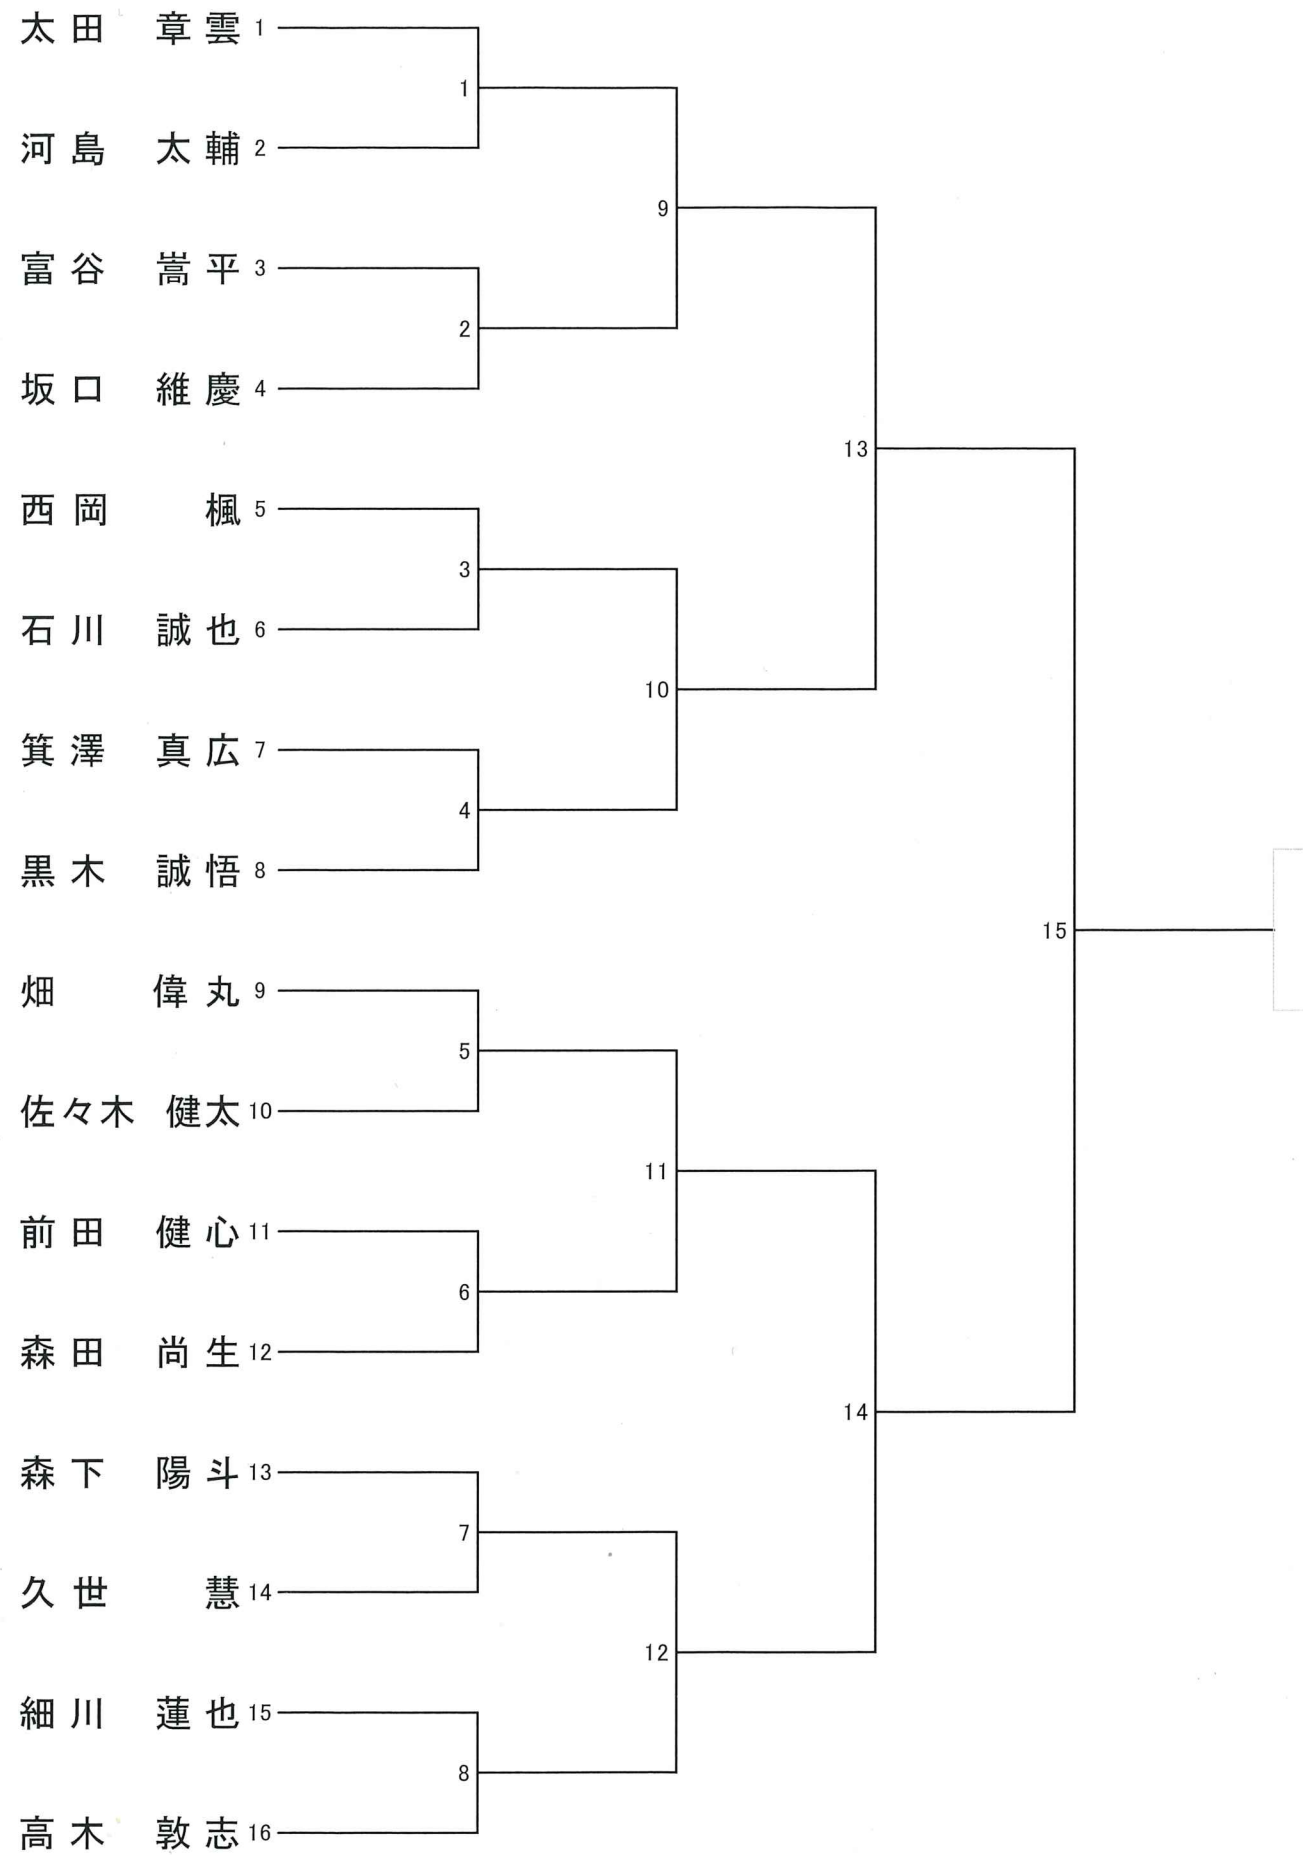 太田 章雲 1
1
河島 太輔 2
9
富谷 嵩平 3
2
坂口 維慶 4
13
西岡 楓 5
3
石川 誠也 6
10
箕澤 真広 7
4
黒木 誠悟 8
15
畑 偉丸 9
5
佐々木 健太 10
11
前田 健心 11
6
森田 尚生 12
14
森下 陽斗 13
7
久世 慧 14
12
細川 蓮也 15
8
高木 敦志 16